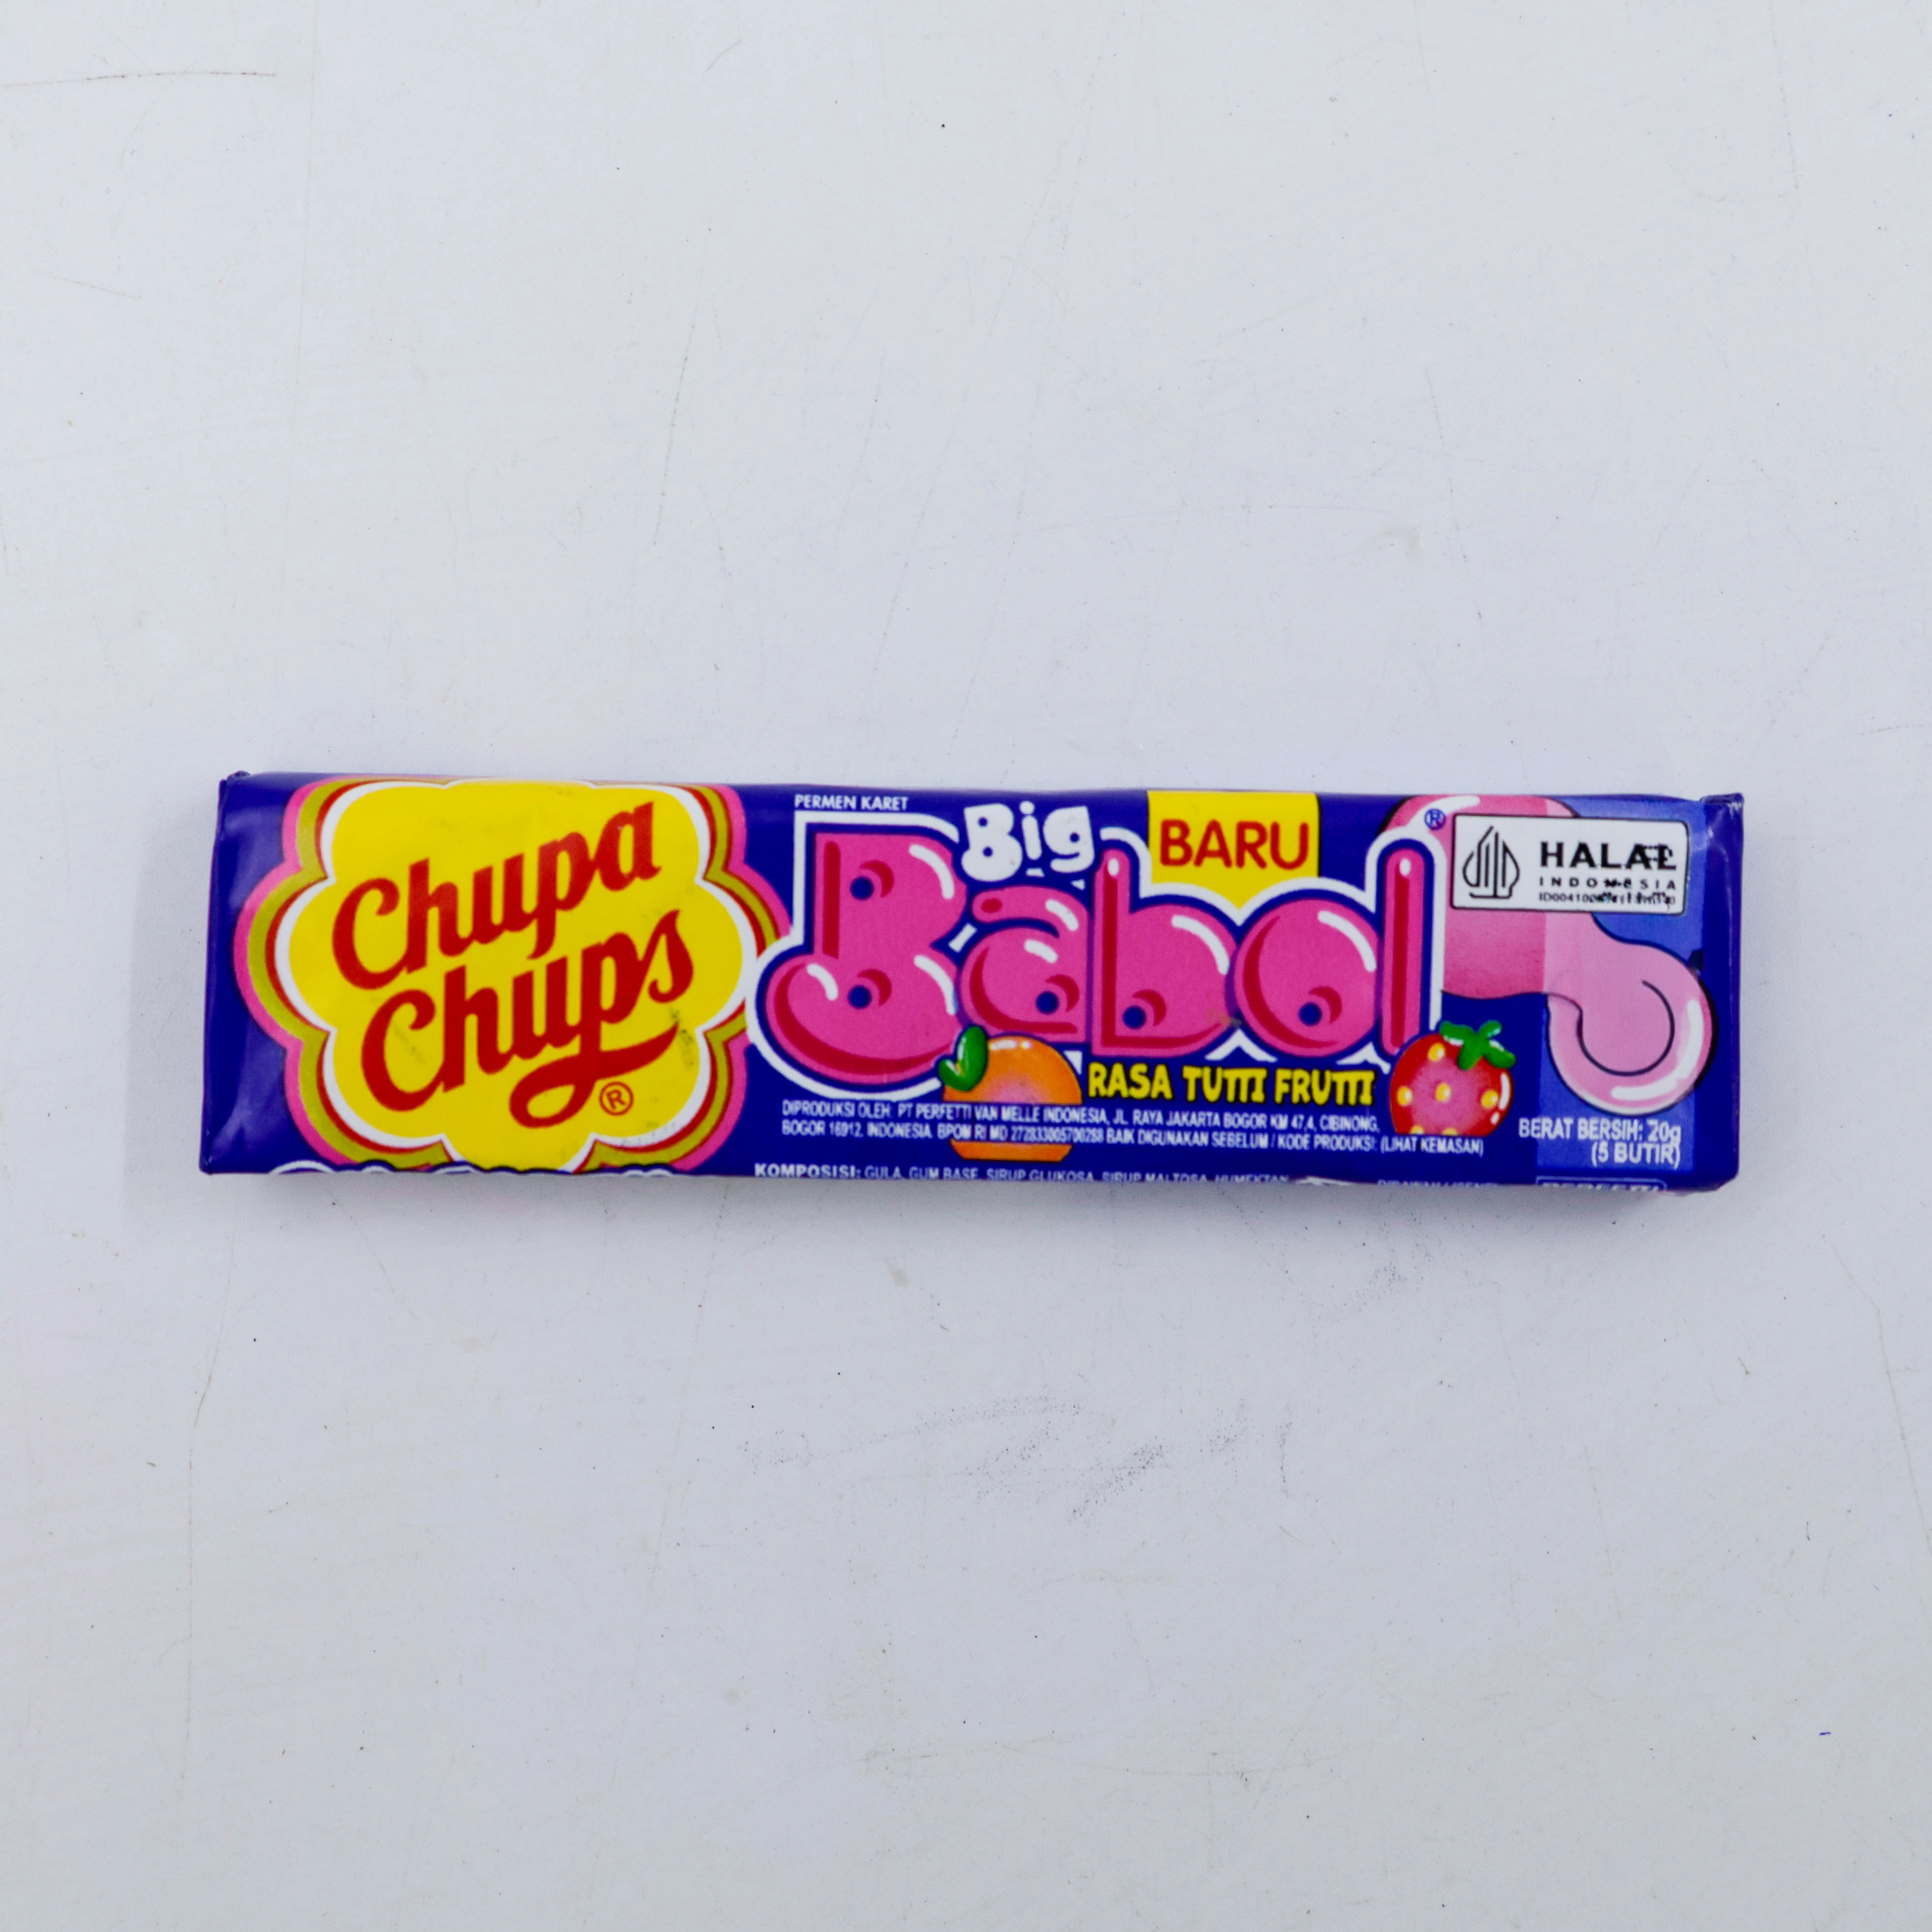 Chupa
Chups
®
PERMEN KARET
Big
Babol
®
BARU
HALAL
INDONESIA
RASA TUTTI FRUTTI
DIPRODUKSI OLEH: PT PERFETTI VAN MELLE INDONESIA, JL. RAYA JAKARTA BOGOR KM 47,4, CIBINONG,
BOGOR 16912. INDONESIA. BPOM RI MD 272833005700288 BAIK DIGUNAKAN SEBELUM / KODE PRODUKSI: (LIHAT KEMASAN)
BERAT BERSIH: 20g
(5 BUTIR)
KOMPOSISI: GULA, GUM BASE, SIRUP GLUKOSA, SIRUP MALTOSA, HUMEKTAN